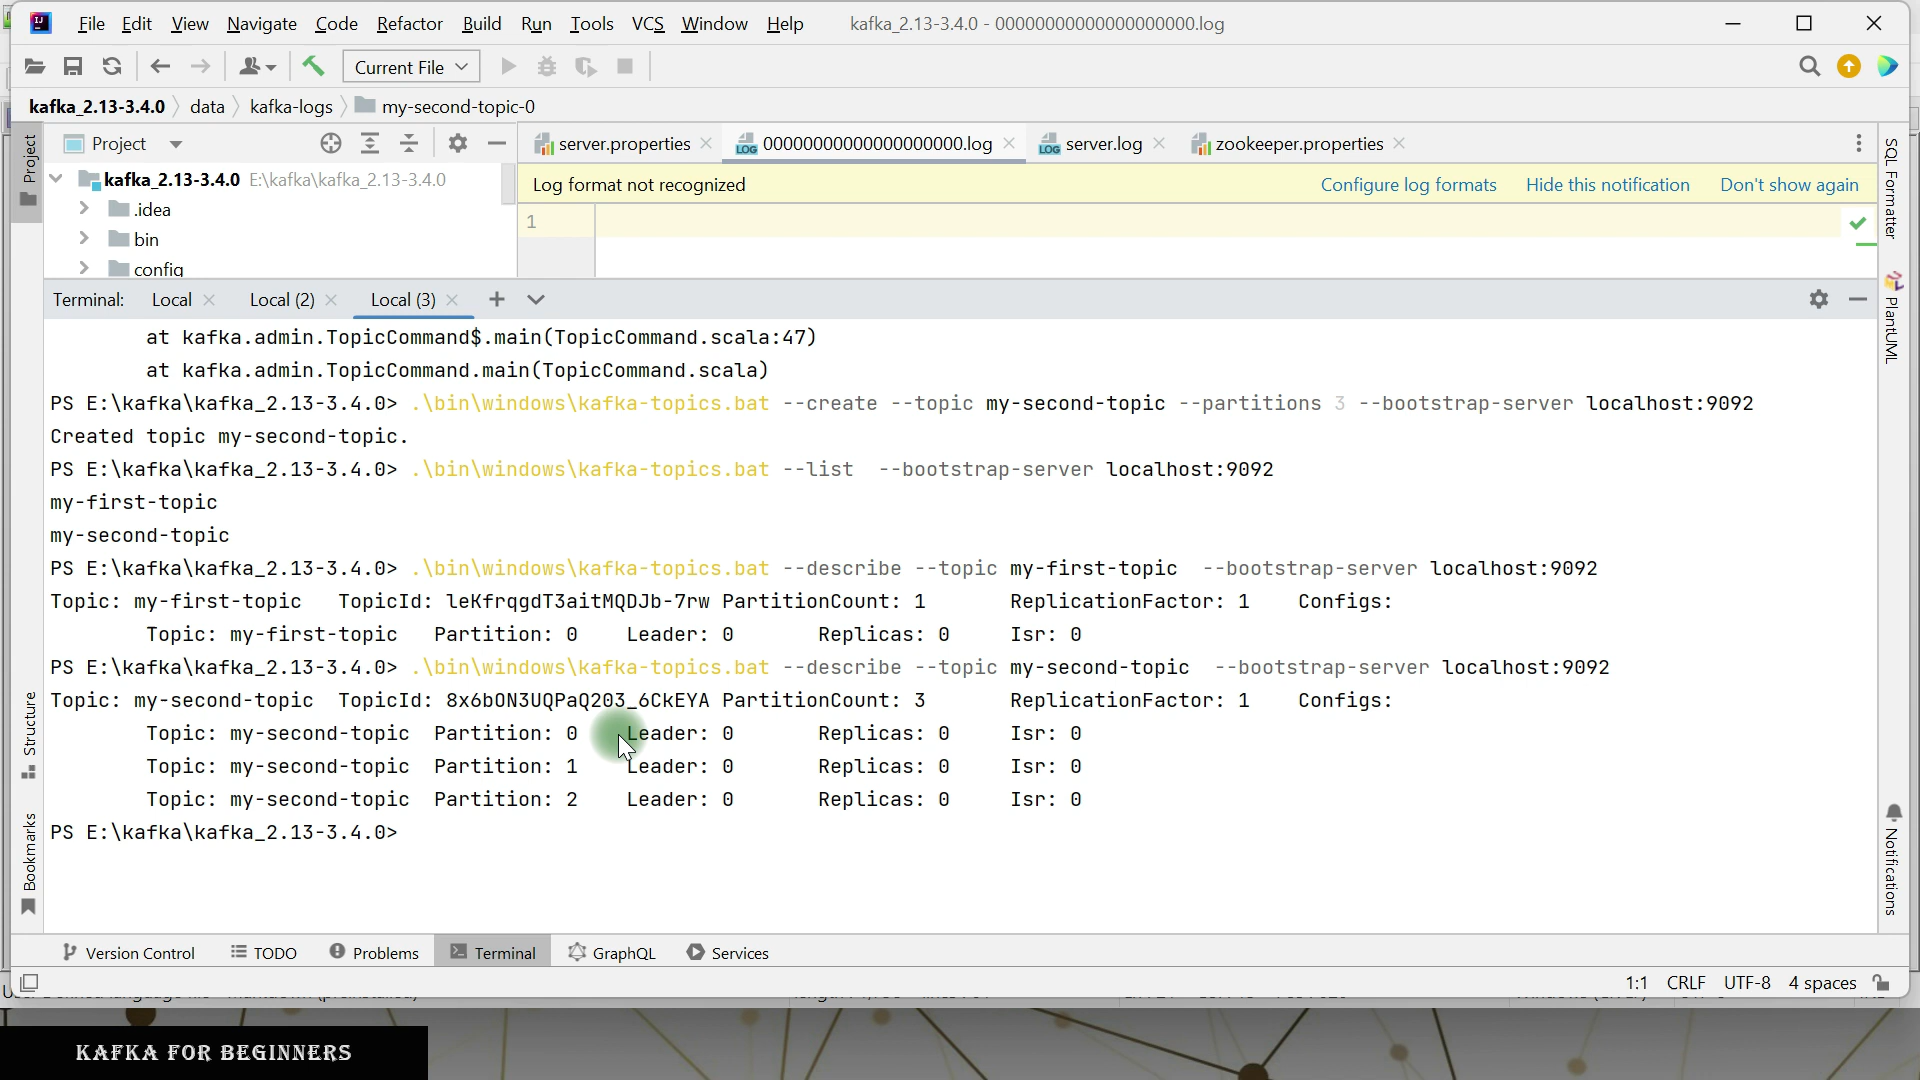 File Edit View Navigate Code Refactor Build Run Tools VCS Window Help kafka_2.13-3.4.0 - 00000000000000000000.log
Current File
kafka_2.13-3.4.0 data kafka-logs my-second-topic-0
Project
Project
server.properties 00000000000000000000.log server.log zookeeper.properties
kafka_2.13-3.4.0 E:\kafka\kafka_2.13-3.4.0
.idea
bin
config
Log format not recognized Configure log formats Hide this notification Don't show again
1
SQL Formatter
PlantUML
Terminal: Local Local (2) Local (3)
at kafka.admin.TopicCommand$.main(TopicCommand.scala:47)
at kafka.admin.TopicCommand.main(TopicCommand.scala)
PS E:\kafka\kafka_2.13-3.4.0> .\bin\windows\kafka-topics.bat --create --topic my-second-topic --partitions 3 --bootstrap-server localhost:9092
Created topic my-second-topic.
PS E:\kafka\kafka_2.13-3.4.0> .\bin\windows\kafka-topics.bat --list --bootstrap-server localhost:9092
my-first-topic
my-second-topic
PS E:\kafka\kafka_2.13-3.4.0> .\bin\windows\kafka-topics.bat --describe --topic my-first-topic --bootstrap-server localhost:9092
Topic: my-first-topic TopicId: leKfrqgdT3aitMQDJb-7rw PartitionCount: 1 ReplicationFactor: 1 Configs:
Topic: my-first-topic Partition: 0 Leader: 0 Replicas: 0 Isr: 0
PS E:\kafka\kafka_2.13-3.4.0> .\bin\windows\kafka-topics.bat --describe --topic my-second-topic --bootstrap-server localhost:9092
Topic: my-second-topic TopicId: 8x6bON3UQPaQ203_6CkEYA PartitionCount: 3 ReplicationFactor: 1 Configs:
Topic: my-second-topic Partition: 0 Leader: 0 Replicas: 0 Isr: 0
Topic: my-second-topic Partition: 1 Leader: 0 Replicas: 0 Isr: 0
Topic: my-second-topic Partition: 2 Leader: 0 Replicas: 0 Isr: 0
PS E:\kafka\kafka_2.13-3.4.0>
Structure
Bookmarks
Notifications
Version Control TODO Problems Terminal GraphQL Services
1:1 CRLF UTF-8 4 spaces
KAFKA FOR BEGINNERS